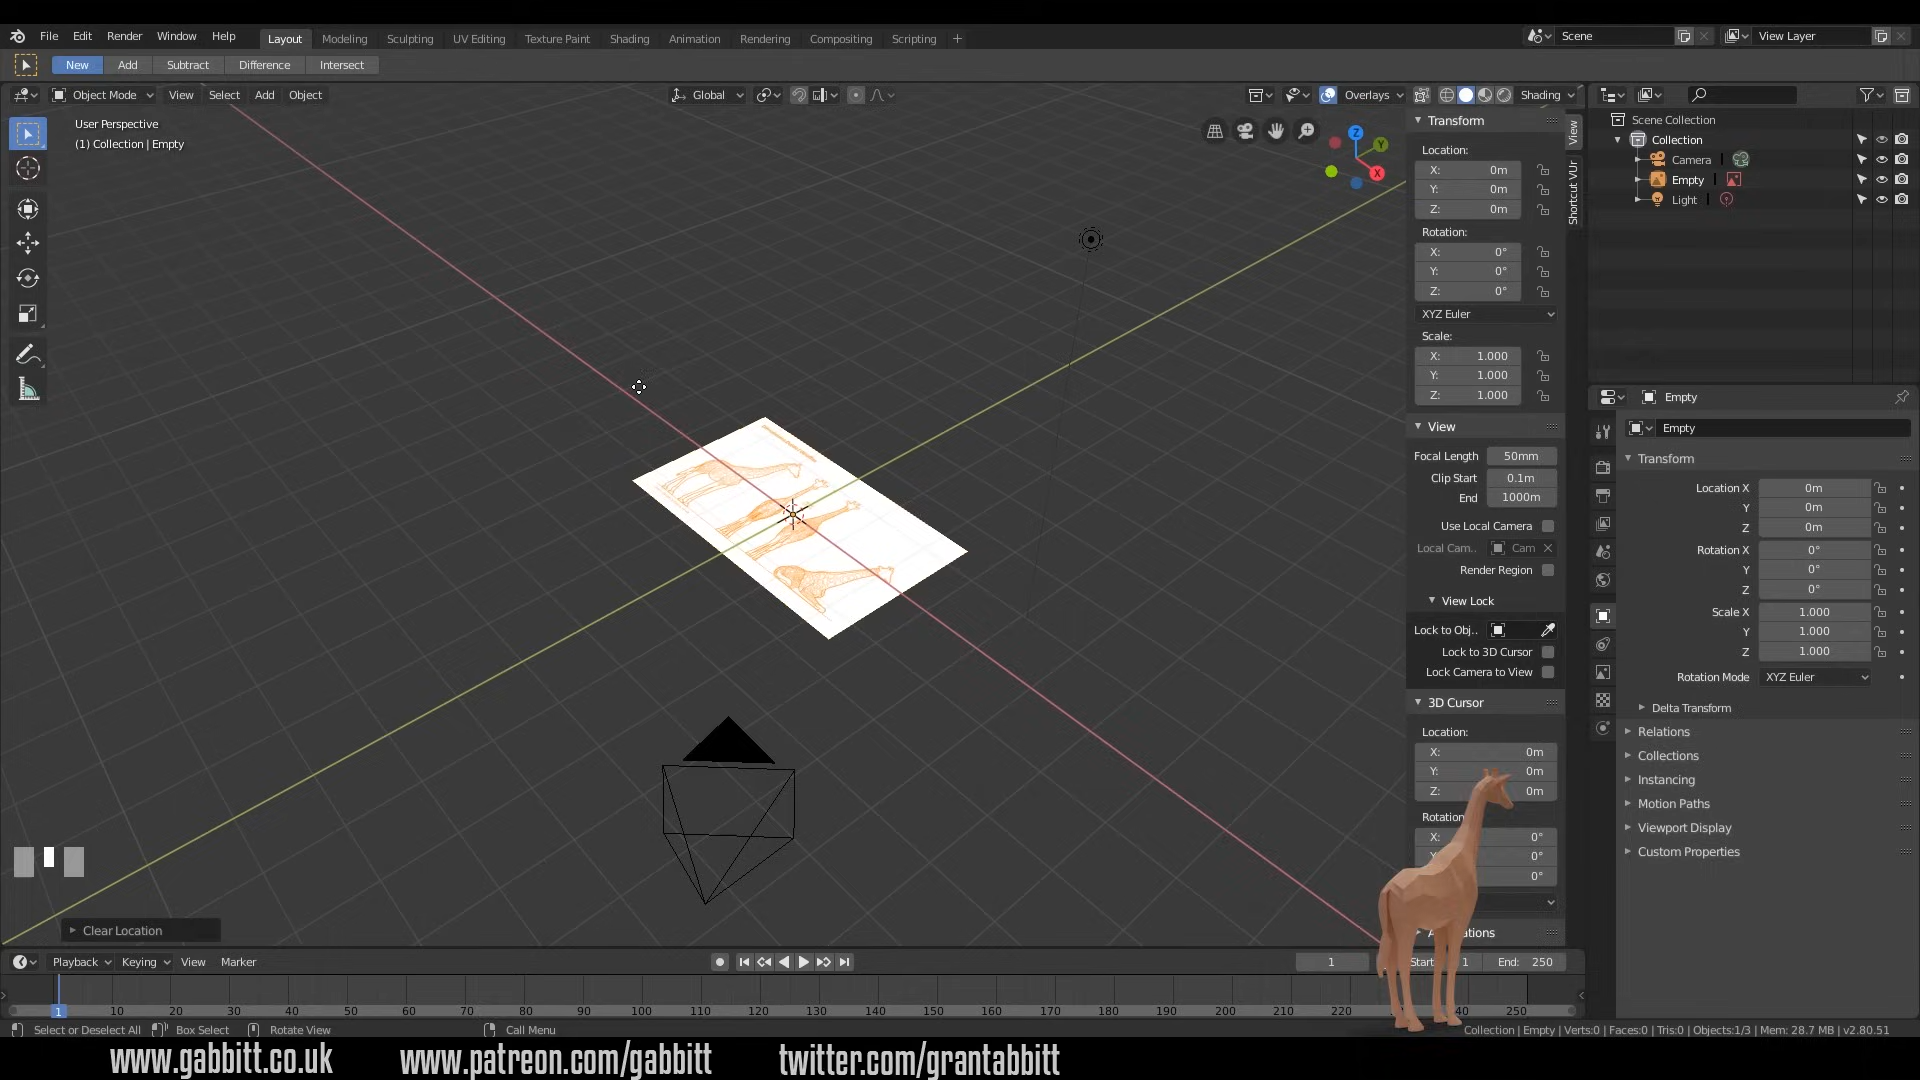 File Edit Render Window Help Layout Modeling Sculpting UV Editing Texture Paint Shading Animation Rendering Compositing Scripting + Scene View Layer
New Add Subtract Difference Intersect
Object Mode View Select Add Object Global Overlays Shading
User Perspective
(1) Collection | Empty
Z
Y
X
Transform
Location:
X: 0m
Y: 0m
Z: 0m
Rotation:
X: 0°
Y: 0°
Z: 0°
XYZ Euler
Scale:
X: 1.000
Y: 1.000
Z: 1.000
View
Focal Length 50mm
Clip Start 0.1m
End 1000m
Use Local Camera
Local Cam.. Cam
Render Region
View Lock
Lock to Obj..
Lock to 3D Cursor
Lock Camera to View
3D Cursor
Location:
X: 0m
Y: 0m
Z: 0m
Rotation
X: 0°
0°
0°
View
Shortcut VUr
Scene Collection
Collection
Camera
Empty
Light
Empty
Empty
Transform
Location X 0m
Y 0m
Z 0m
Rotation X 0°
Y 0°
Z 0°
Scale X 1.000
Y 1.000
Z 1.000
Rotation Mode XYZ Euler
Delta Transform
Relations
Collections
Instancing
Motion Paths
Viewport Display
Custom Properties
Clear Location
Playback Keying View Marker 1 Start 1 End: 250
1 10 20 30 40 50 60 70 80 90 100 110 120 130 140 150 160 170 180 190 200 210 220 40 250
Select or Deselect All Box Select Rotate View Call Menu Collection | Empty | Verts:0 | Faces:0 | Tris:0 | Objects:1/3 | Mem: 28.7 MB | v2.80.51
www.gabbitt.co.uk www.patreon.com/gabbitt twitter.com/grantabbitt